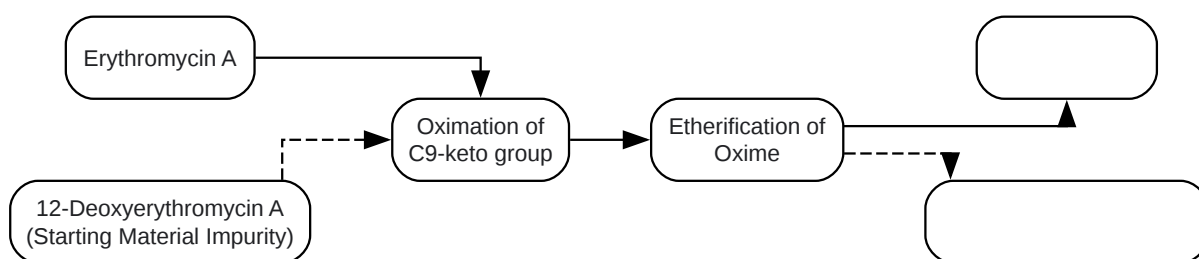 Erythromycin A
Oximation of
C9-keto group
Etherification of
Oxime
12-Deoxyerythromycin A
(Starting Material Impurity)